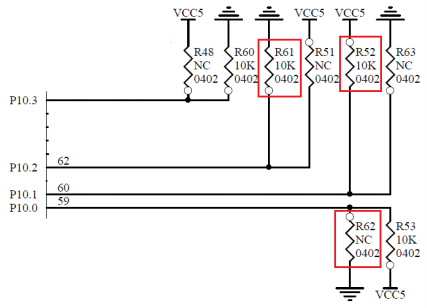 VCC5 VCC5 VCC5
R48 R60 R61 R51 R52 R63
NC 10K 10K NC 10K NC
0402 0402 0402 0402 0402 0402
P10.3
P10.2 62
P10.1 60
P10.0 59
R62 R53
NC 10K
0402 0402
VCC5